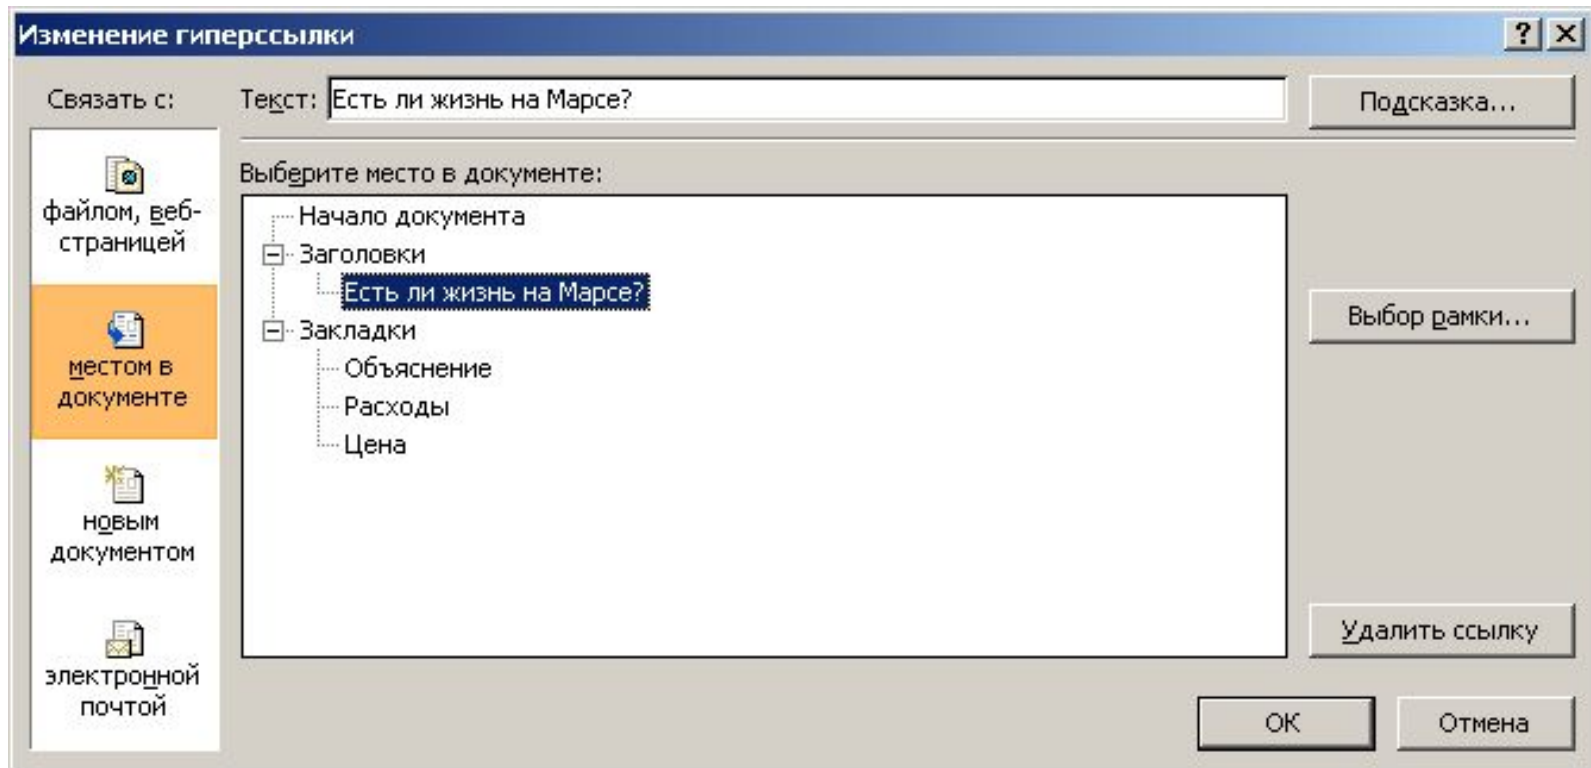 Изменение гиперссылки
Связать с:
Текст: Есть ли жизнь на Марсе?
Подсказка...
файлом, веб-
страницей
местом в
документе
новым
документом
электронной
почтой
Выберите место в документе:
Начало документа
Заголовки
Есть ли жизнь на Марсе?
Закладки
Объяснение
Расходы
Цена
Выбор рамки...
Удалить ссылку
ОК
Отмена